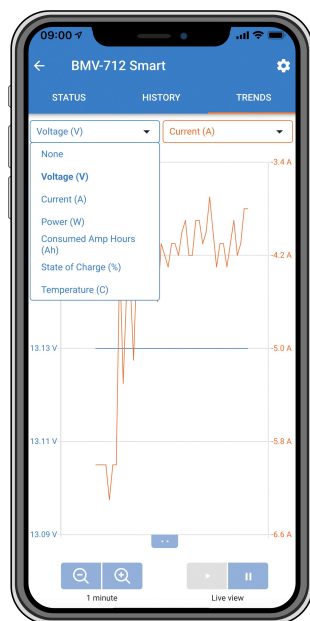 09:00
BMV-712 Smart
STATUS HISTORY TRENDS
Voltage (V) Current (A)
None
Voltage (V)
Current (A)
Power (W)
Consumed Amp Hours
(Ah)
State of Charge (%)
Temperature (C)
-3.4 A
-4.2 A
13.13 V -5.0 A
13.11 V -5.8 A
13.09 V -6.6 A
1 minute Live view